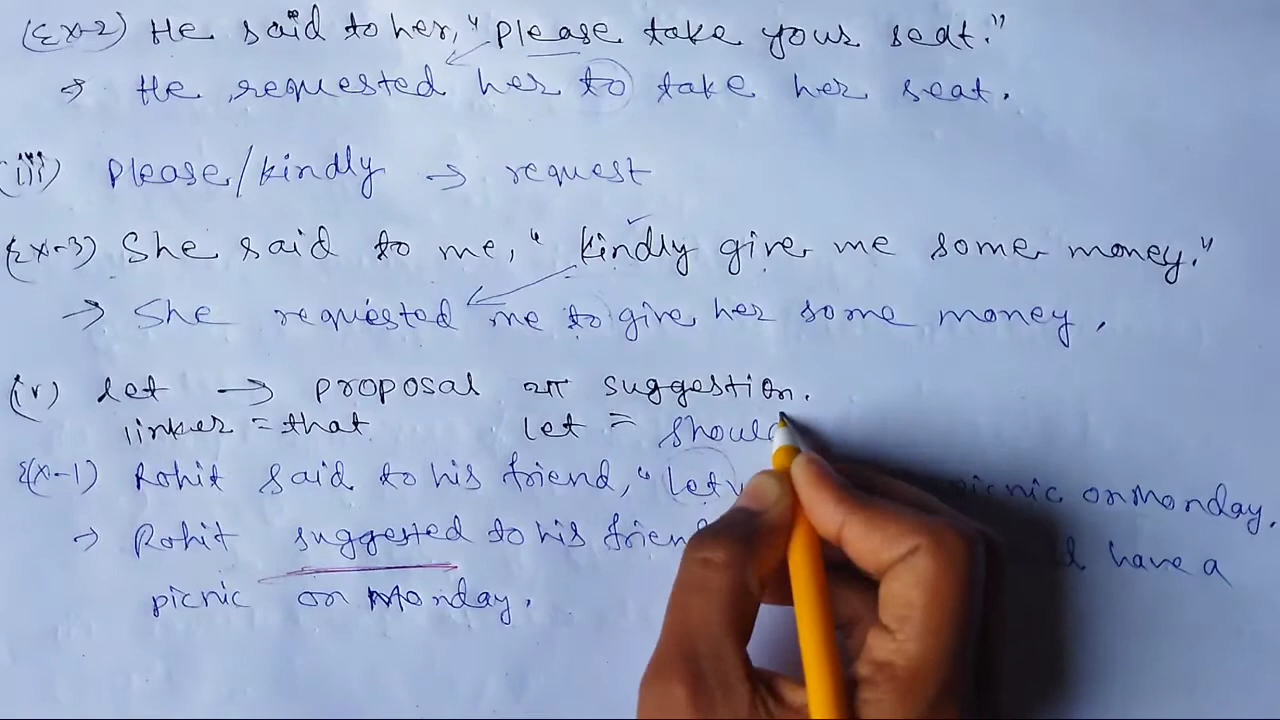 (Ex-2) He said to her, "please take your seat."
→ He requested her to take her seat.
(iii) please/kindly → request
(Ex-3) She said to me, "kindly give me some money."
→ She requested me to give her some money.
(iv) let → proposal বা suggestion.
linker = that let = should
Ex-1) Rohit said to his friend, "Let picnic on Monday.
→ Rohit suggested to his have a
picnic on Monday.